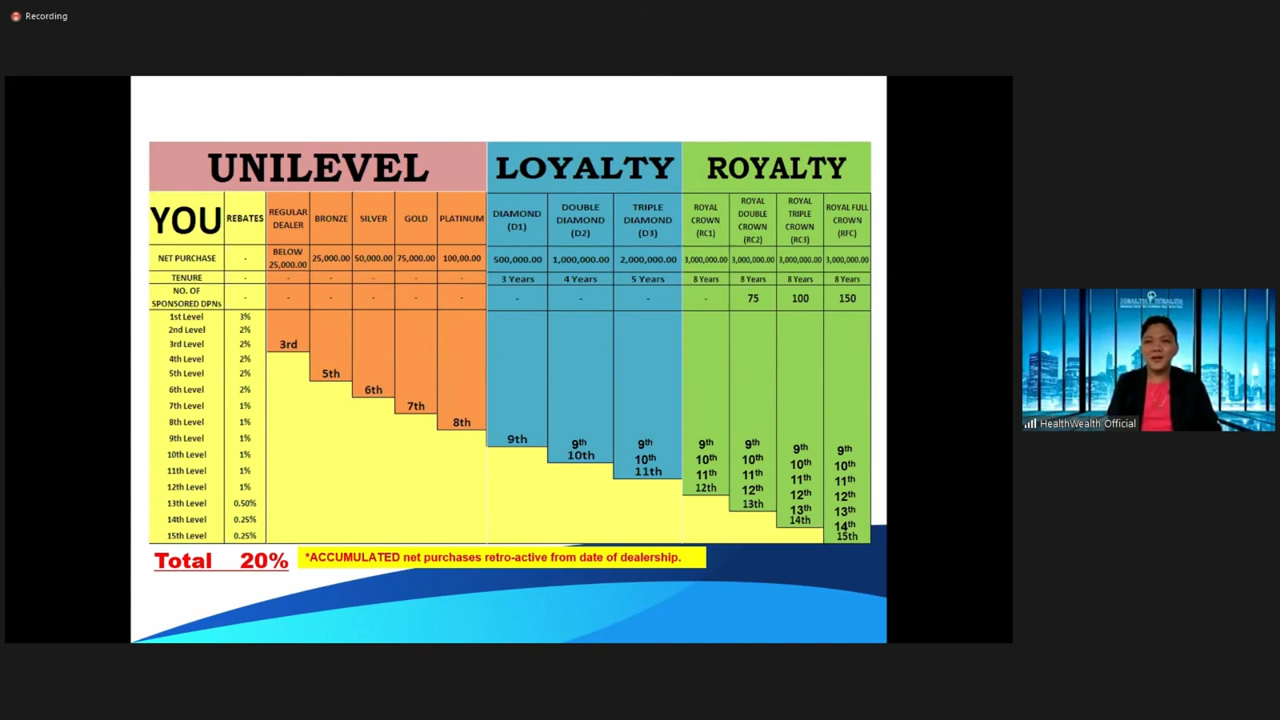 Recording
UNILEVEL LOYALTY ROYALTY
YOU REBATES REGULAR DEALER BRONZE SILVER GOLD PLATINUM DIAMOND (D1) DOUBLE DIAMOND (D2) TRIPLE DIAMOND (D3) ROYAL CROWN (RC1) ROYAL DOUBLE CROWN (RC2) ROYAL TRIPLE CROWN (RC3) ROYAL FULL CROWN (RFC)
NET PURCHASE - BELOW 25,000.00 25,000.00 50,000.00 75,000.00 100,00.00 500,000.00 1,000,000.00 2,000,000.00 3,000,000.00 3,000,000.00 3,000,000.00 3,000,000.00
TENURE - - - - - - 3 Years 4 Years 5 Years 8 Years 8 Years 8 Years 8 Years
NO. OF SPONSORED DPNs - - - - - - - - - - 75 100 150
1st Level 3%
2nd Level 2%
3rd Level 2% 3rd
4th Level 2%
5th Level 2% 5th
6th Level 2% 6th
7th Level 1% 7th
8th Level 1% 8th
9th Level 1% 9th 9th 9th 9th 9th 9th 9th
10th Level 1% 10th 10th 10th 10th 10th 10th
11th Level 1% 11th 11th 11th 11th 11th
12th Level 1% 12th 12th 12th 12th
13th Level 0.50% 13th 13th 13th
14th Level 0.25% 14th 14th
15th Level 0.25% 15th
Total 20% *ACCUMULATED net purchases retro-active from date of dealership.
HEALTH WEALTH
HealthWealth Official